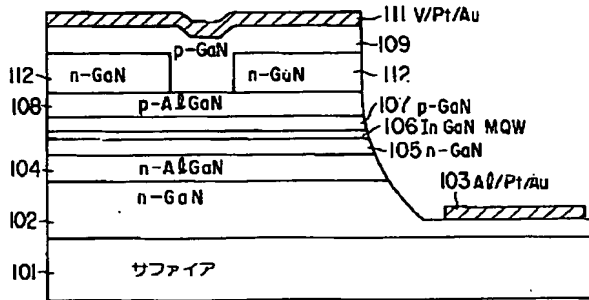 111 V/Pt/Au
p-GaN
109
112
n-GaN
n-GaN
112
108
p-AlGaN
107 p-GaN
106 InGaN MQW
105 n-GaN
104
n-AlGaN
n-GaN
103 Al/Pt/Au
102
101
サファイア